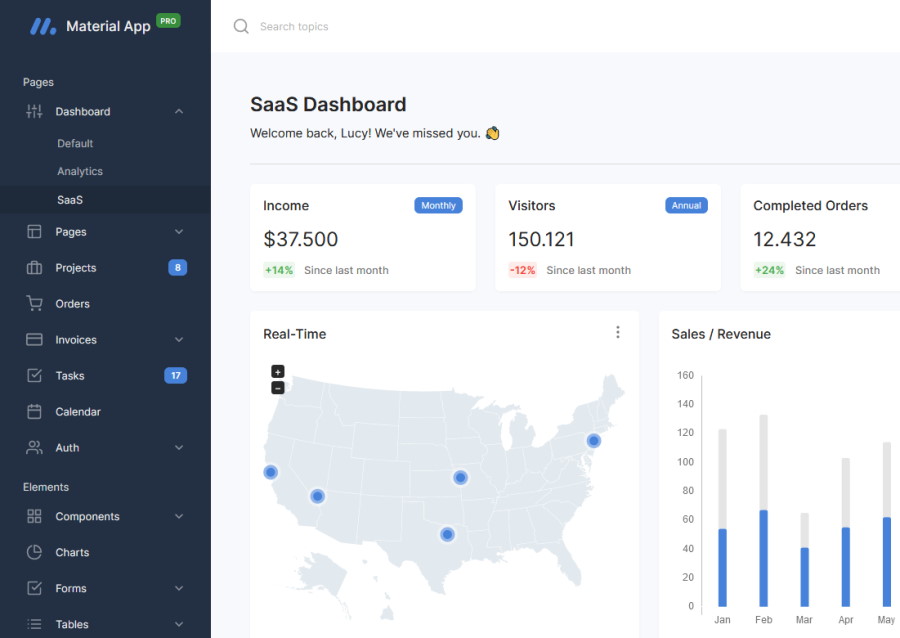 Material App PRO
Search topics
Pages
Dashboard
Default
Analytics
SaaS
Pages
Projects 8
Orders
Invoices
Tasks 17
Calendar
Auth
Elements
Components
Charts
Forms
Tables
SaaS Dashboard
Welcome back, Lucy! We've missed you. 👋
Income Monthly
$37.500
+14% Since last month
Visitors Annual
150.121
-12% Since last month
Completed Orders
12.432
+24% Since last month
Real-Time
+
−
Sales / Revenue
160
140
120
100
80
60
40
20
0
Jan Feb Mar Apr May